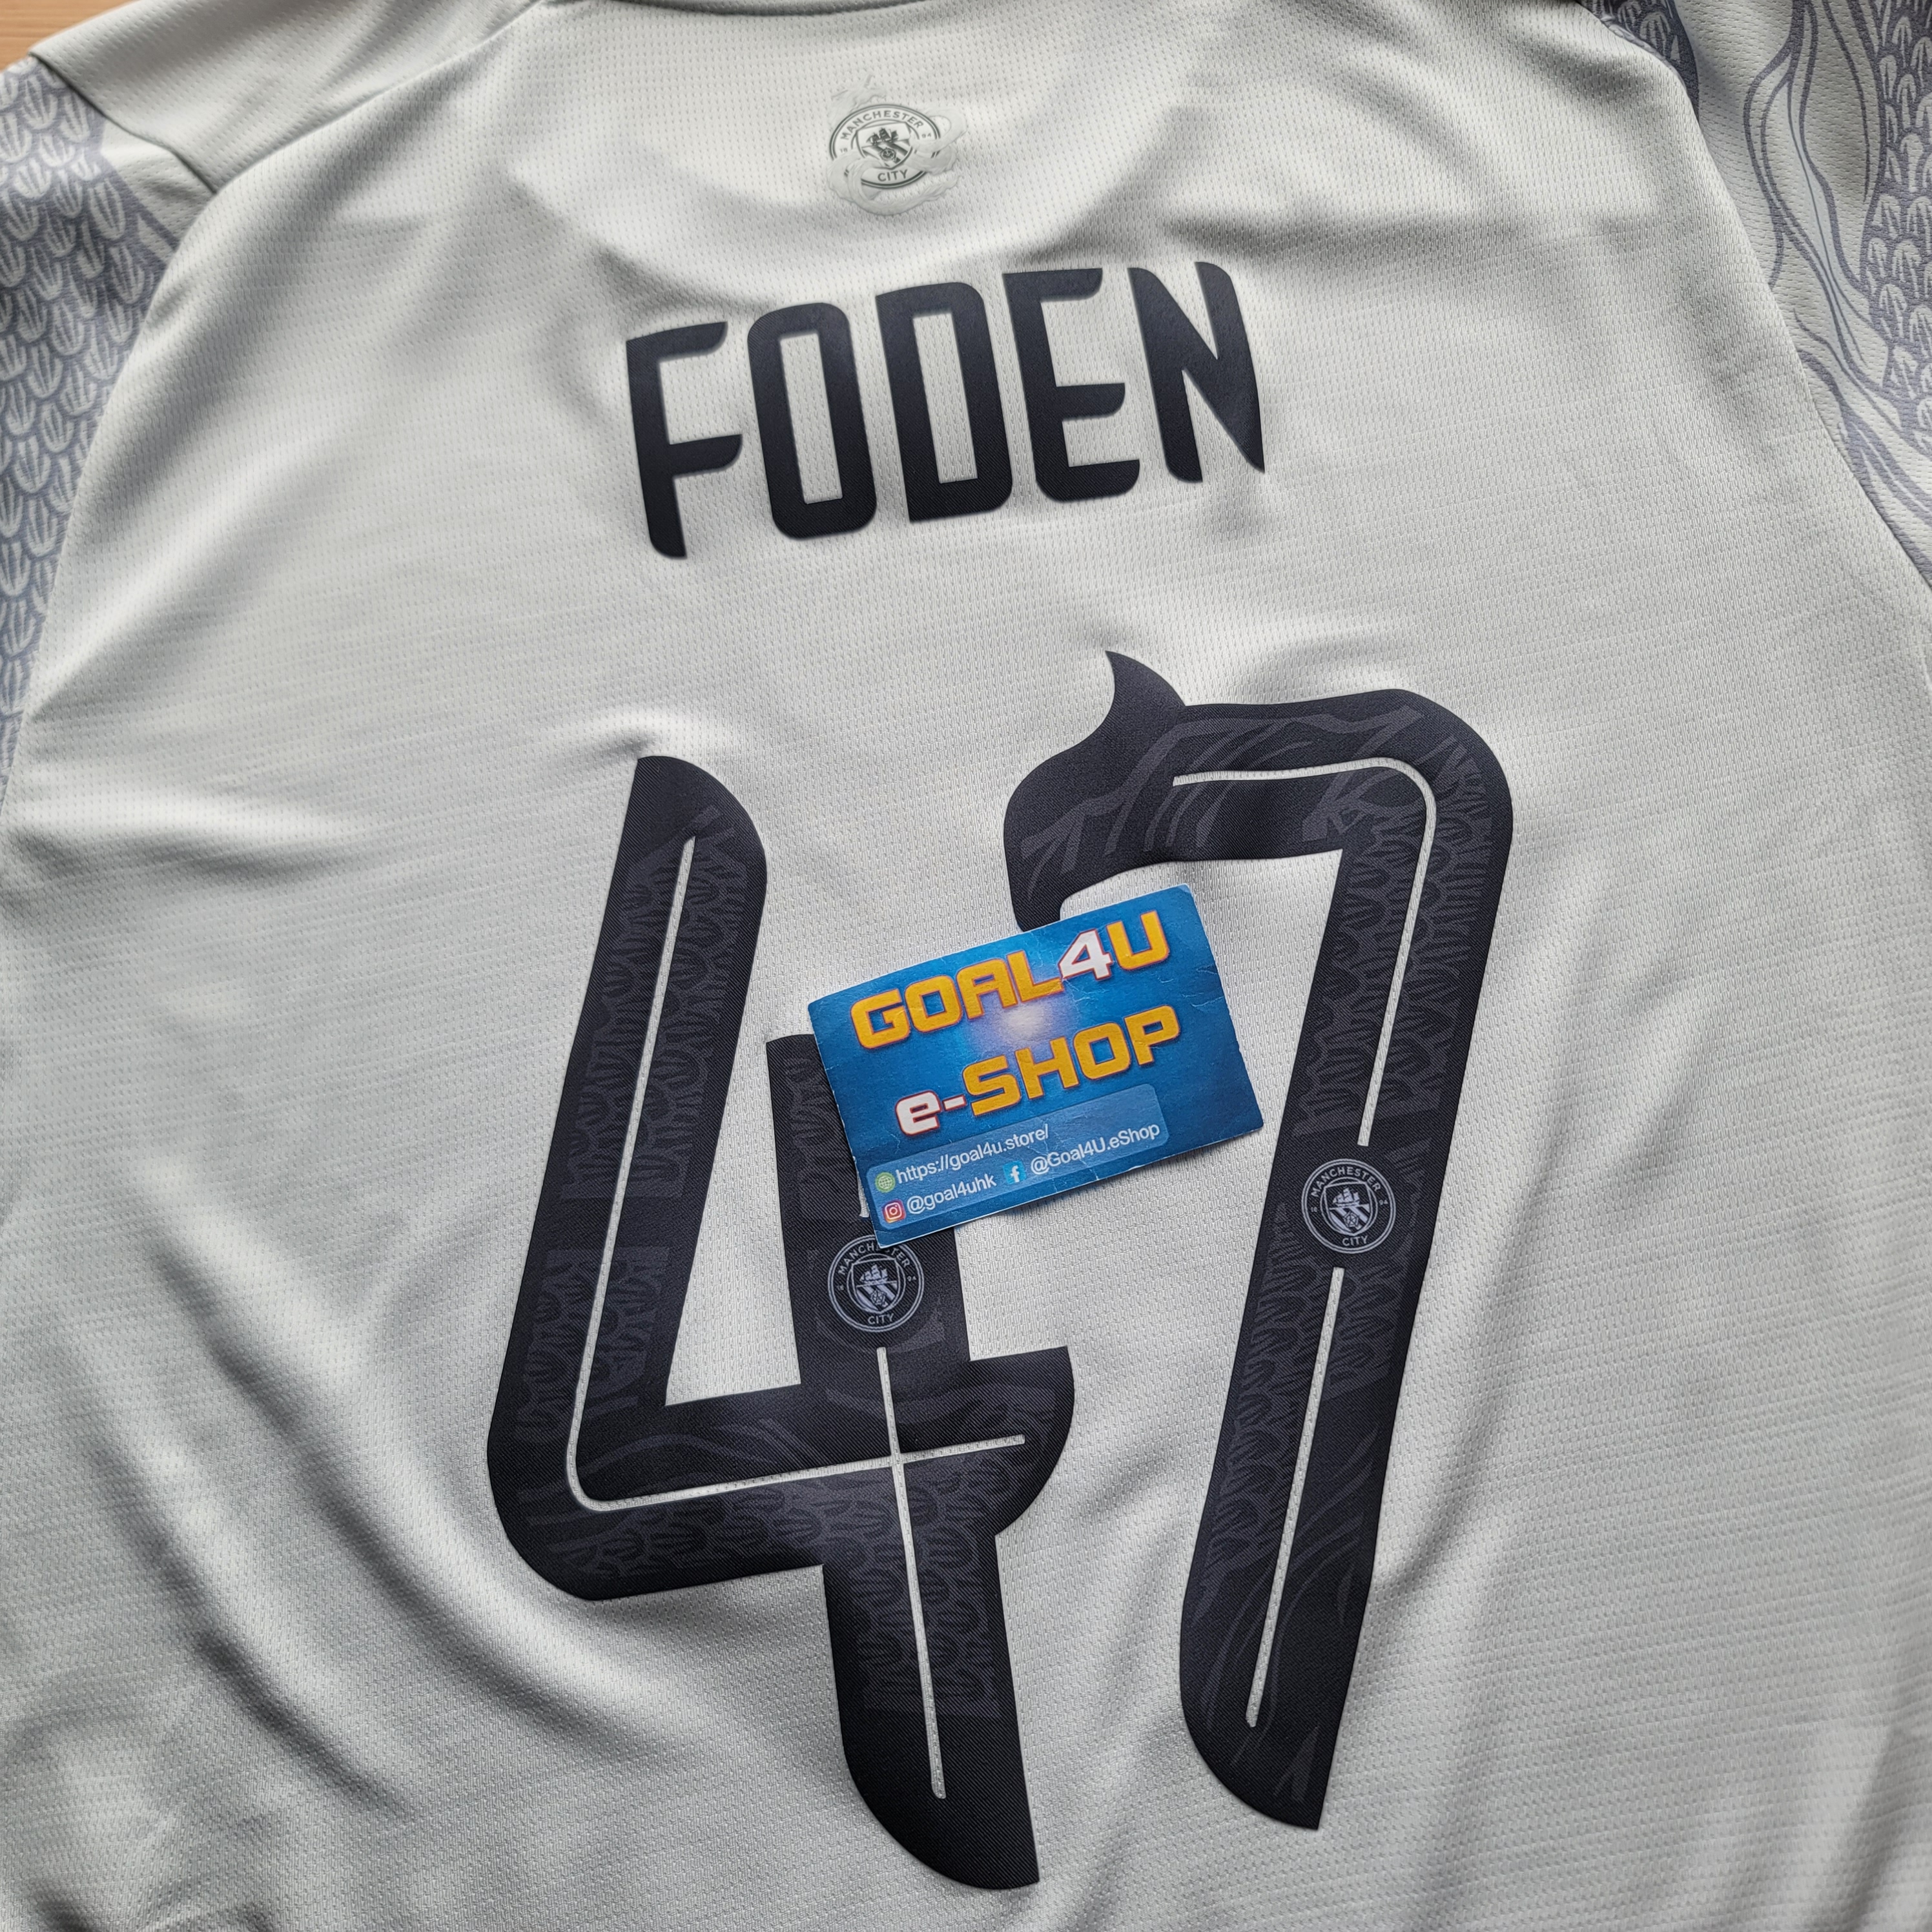 MANCHESTER
CITY
FODEN
47
GOAL4U
e-SHOP
https://goal4u.store/
@goal4uhk @Goal4U.eShop
MANCHESTER
CITY
MANCHESTER
CITY